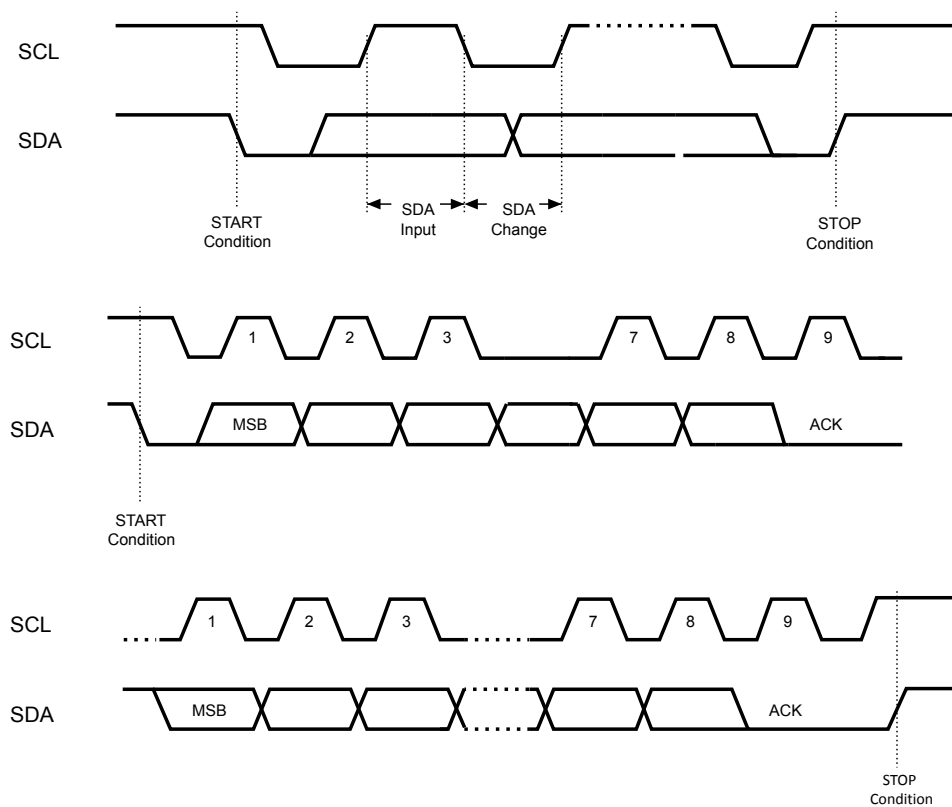 SCL
SDA
START
Condition
SDA
Input
SDA
Change
STOP
Condition
SCL
1 2 3 7 8 9
SDA
MSB ACK
START
Condition
SCL
1 2 3 7 8 9
SDA
MSB ACK
STOP
Condition